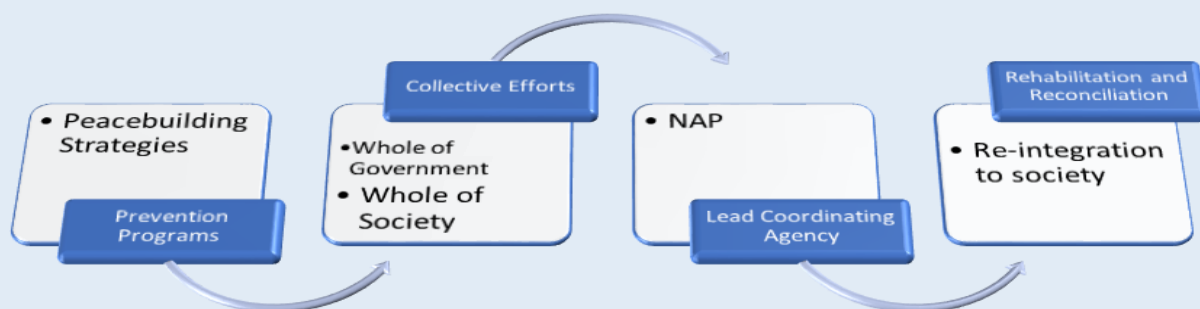 • Peacebuilding
Strategies
Prevention
Programs
Collective Efforts
•Whole of
Government
• Whole of
Society
• NAP
Lead Coordinating
Agency
Rehabilitation and
Reconciliation
• Re-integration
to society